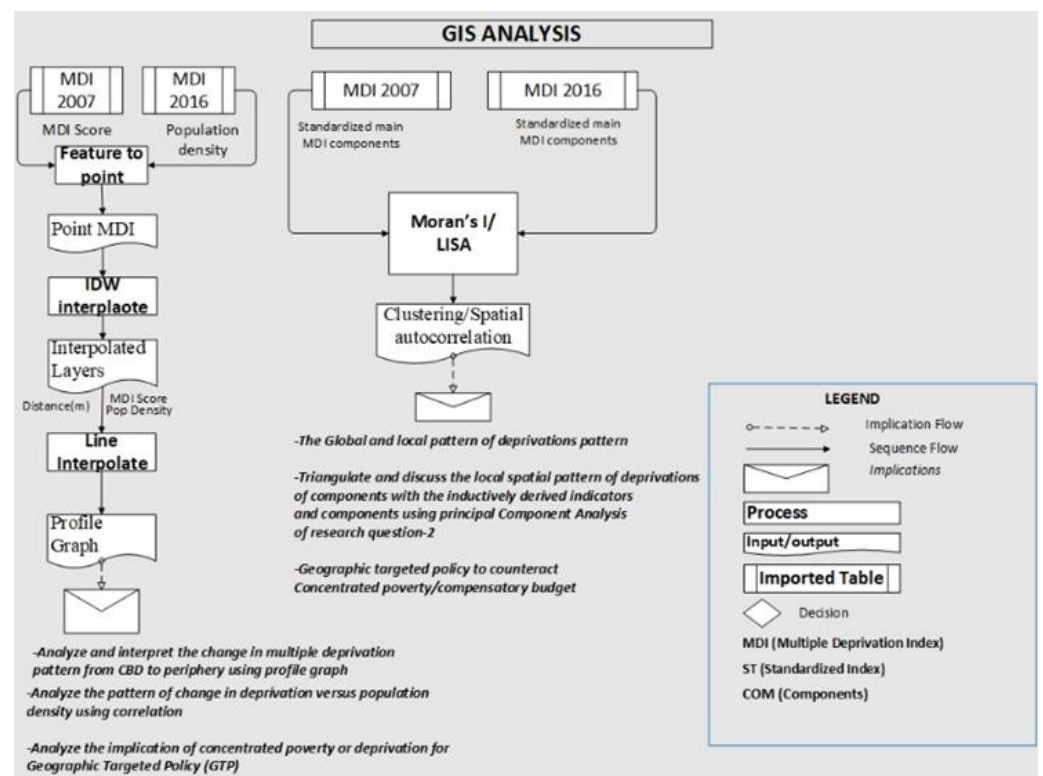 GIS ANALYSIS
MDI
2007
MDI
2016
MDI Score
Population
density
Feature to
point
Point MDI
IDW
interplaote
Interpolated
Layers
Distance(m)
MDI Score
Pop Density
Line
Interpolate
Profile
Graph
-Analyze and interpret the change in multiple deprivation
pattern from CBD to periphery using profile graph
-Analyze the pattern of change in deprivation versus population
density using correlation
-Analyze the implication of concentrated poverty or deprivation for
Geographic Targeted Policy (GTP)
MDI 2007
MDI 2016
Standardized main
MDI components
Standardized main
MDI components
Moran's I/
LISA
Clustering/Spatial
autocorrelation
-The Global and local pattern of deprivations pattern
-Triangulate and discuss the local spatial pattern of deprivations
of components with the inductively derived indicators
and components using principal Component Analysis
of research question-2
-Geographic targeted policy to counteract
Concentrated poverty/compensatory budget
LEGEND
Implication Flow
Sequence Flow
Implications
Process
Input/output
Imported Table
Decision
MDI (Multiple Deprivation Index)
ST (Standardized Index)
COM (Components)